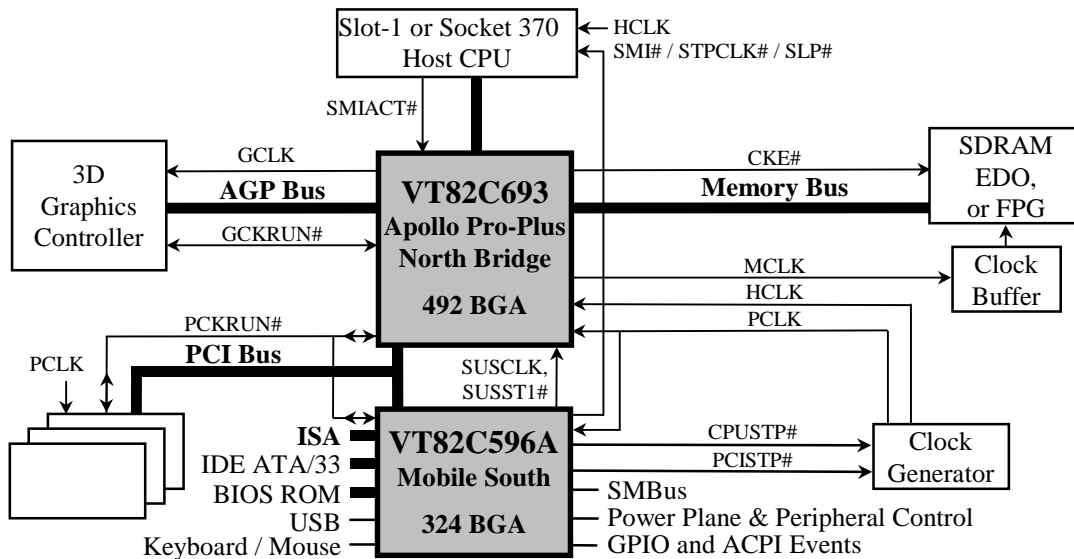 Slot-1 or Socket 370
Host CPU
HCLK
SMI# / STPCLK# / SLP#
SMIACT#
3D
Graphics
Controller
GCLK
AGP Bus
GCKRUN#
VT82C693
Apollo Pro-Plus
North Bridge
492 BGA
CKE#
Memory Bus
SDRAM
EDO,
or FPG
MCLK
HCLK
PCLK
Clock
Buffer
PCKRUN#
PCI Bus
PCLK
SUSCLK,
SUSST1#
ISA
IDE ATA/33
BIOS ROM
USB
Keyboard / Mouse
VT82C596A
Mobile South
324 BGA
CPUSTP#
PCISTP#
Clock
Generator
SMBus
Power Plane & Peripheral Control
GPIO and ACPI Events